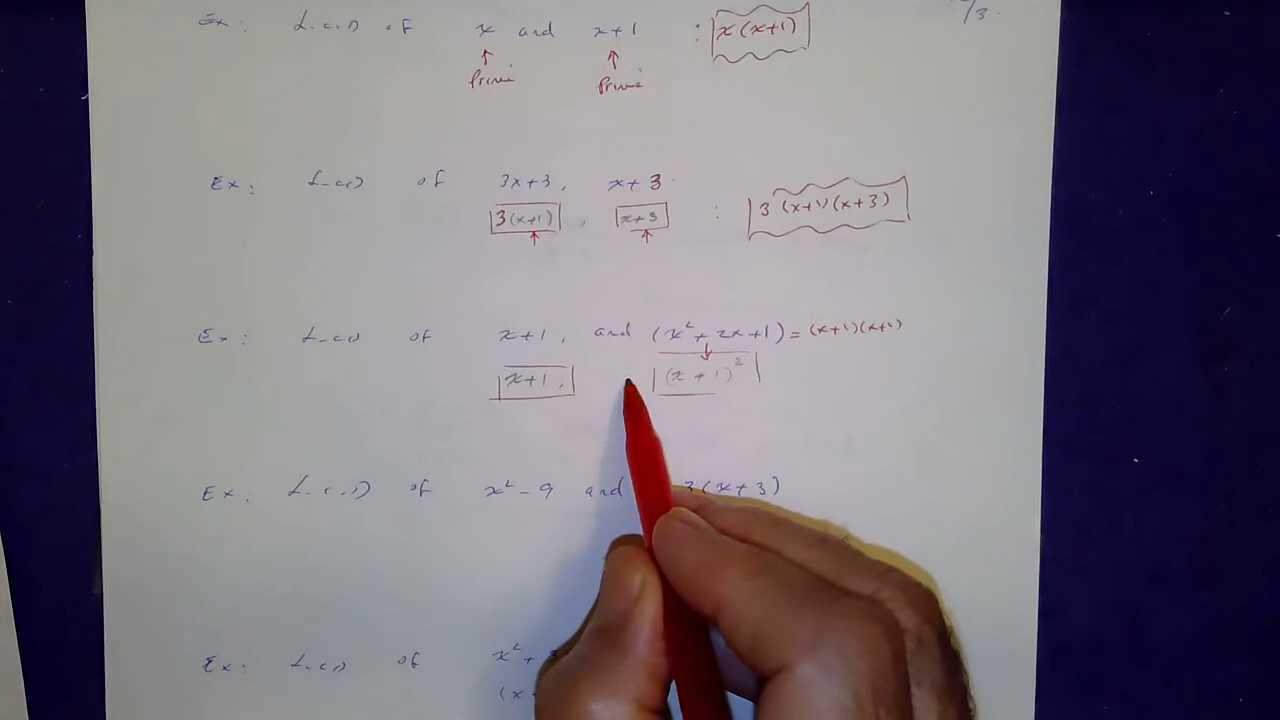 Ex: L.C.D of x and x+1 : x(x+1)
Prime Prime
Ex: L.C.D of 3x+3, x+3
3(x+1), x+3 : 3(x+1)(x+3)
Ex: L.C.D of x+1, and (x²+2x+1) = (x+1)(x+1)
x+1, (x+1)²
Ex. L.C.D of x²-9 and 3(x+3)
Ex: L.C.D of x²+
(x